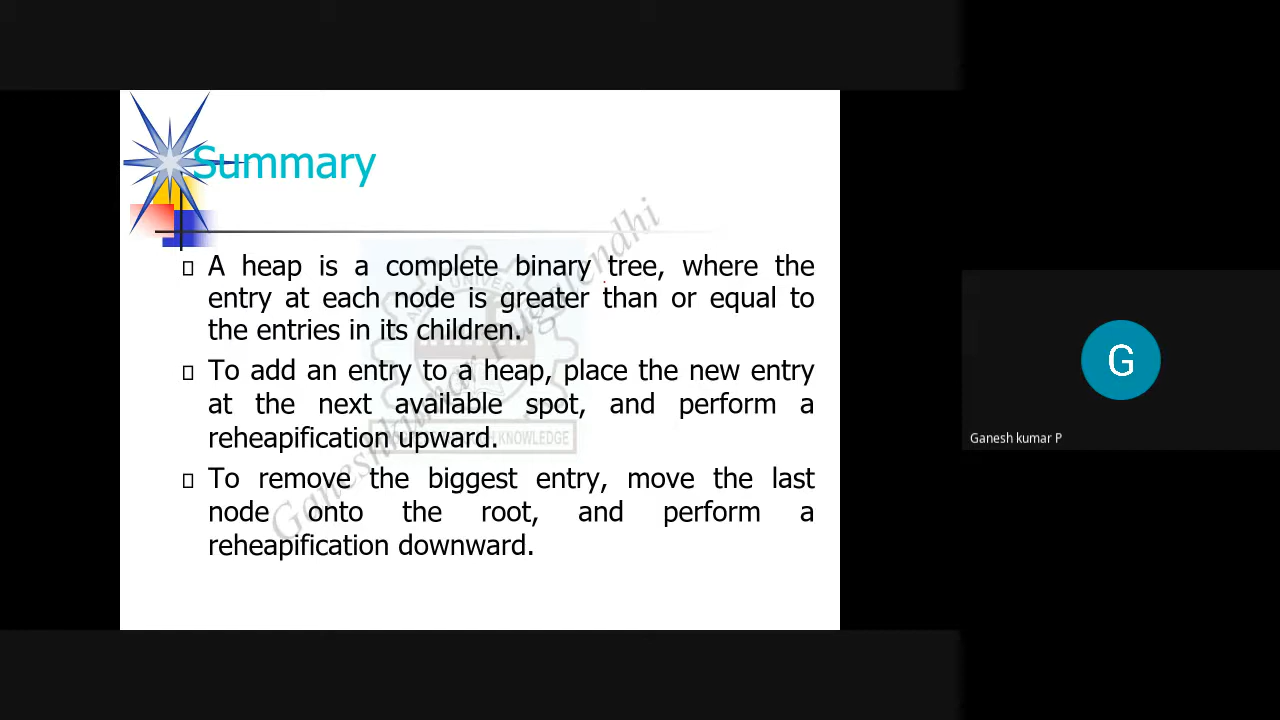 Summary
A heap is a complete binary tree, where the
entry at each node is greater than or equal to
the entries in its children.
To add an entry to a heap, place the new entry
at the next available spot, and perform a
reheapification upward.
To remove the biggest entry, move the last
node onto the root, and perform a
reheapification downward.
G
Ganesh kumar P